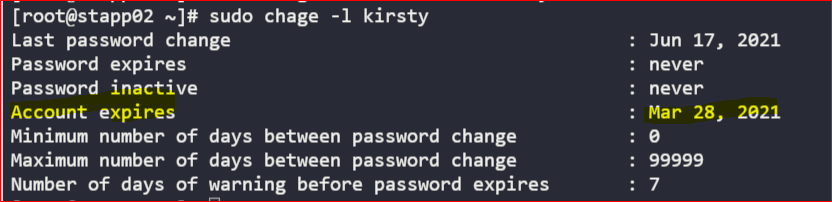 [root@stapp02 ~]# sudo chage -l kirsty
Last password change : Jun 17, 2021
Password expires : never
Password inactive : never
Account expires : Mar 28, 2021
Minimum number of days between password change : 0
Maximum number of days between password change : 99999
Number of days of warning before password expires : 7